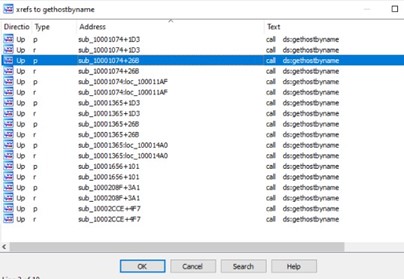 xrefs to gethostbyname
Directio Type Address Text
Up p sub_10001074+1D3 call ds:gethostbyname
Up r sub_10001074+1D3 call ds:gethostbyname
Up p sub_10001074+26B call ds:gethostbyname
Up r sub_10001074+26B call ds:gethostbyname
Up p sub_10001074:loc_100011AF call ds:gethostbyname
Up r sub_10001074:loc_100011AF call ds:gethostbyname
Up p sub_10001365+1D3 call ds:gethostbyname
Up r sub_10001365+1D3 call ds:gethostbyname
Up p sub_10001365+26B call ds:gethostbyname
Up r sub_10001365+26B call ds:gethostbyname
Up p sub_10001365:loc_100014A0 call ds:gethostbyname
Up r sub_10001365:loc_100014A0 call ds:gethostbyname
Up p sub_10001656+101 call ds:gethostbyname
Up r sub_10001656+101 call ds:gethostbyname
Up p sub_1000208F+3A1 call ds:gethostbyname
Up r sub_1000208F+3A1 call ds:gethostbyname
Up p sub_10002CCE+4F7 call ds:gethostbyname
Up r sub_10002CCE+4F7 call ds:gethostbyname
OK Cancel Search Help